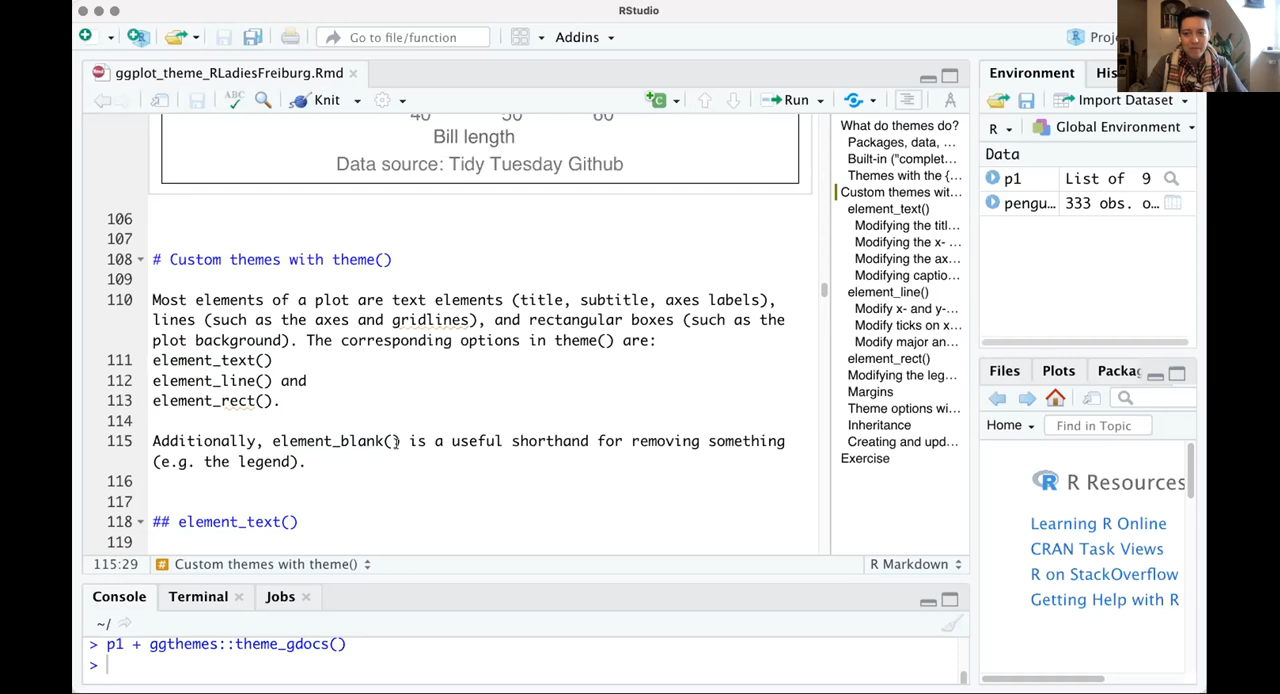 RStudio
Go to file/function
Addins
Proje
ggplot_theme_RLadiesFreiburg.Rmd
ABC
Knit
Run
40 50 60
Bill length
Data source: Tidy Tuesday Github
106
107
108 # Custom themes with theme()
109
110 Most elements of a plot are text elements (title, subtitle, axes labels),
lines (such as the axes and gridlines), and rectangular boxes (such as the
plot background). The corresponding options in theme() are:
111 element_text()
112 element_line() and
113 element_rect().
114
115 Additionally, element_blank() is a useful shorthand for removing something
(e.g. the legend).
116
117
118 ## element_text()
119
115:29 # Custom themes with theme() R Markdown
What do themes do?
Packages, data, ...
Built-in ("complet...
Themes with the {...
Custom themes wit...
element_text()
Modifying the titl...
Modifying the x- ...
Modifying the ax...
Modifying captio...
element_line()
Modify x- and y-...
Modify ticks on x...
Modify major an...
element_rect()
Modifying the leg...
Margins
Theme options wi...
Inheritance
Creating and upd...
Exercise
Console Terminal Jobs
~/
> p1 + ggthemes::theme_gdocs()
>
Environment His
Import Dataset
R Global Environment
Data
p1 List of 9
pengu... 333 obs. o...
Files Plots Packag
Home Find in Topic
R Resources
Learning R Online
CRAN Task Views
R on StackOverflow
Getting Help with R